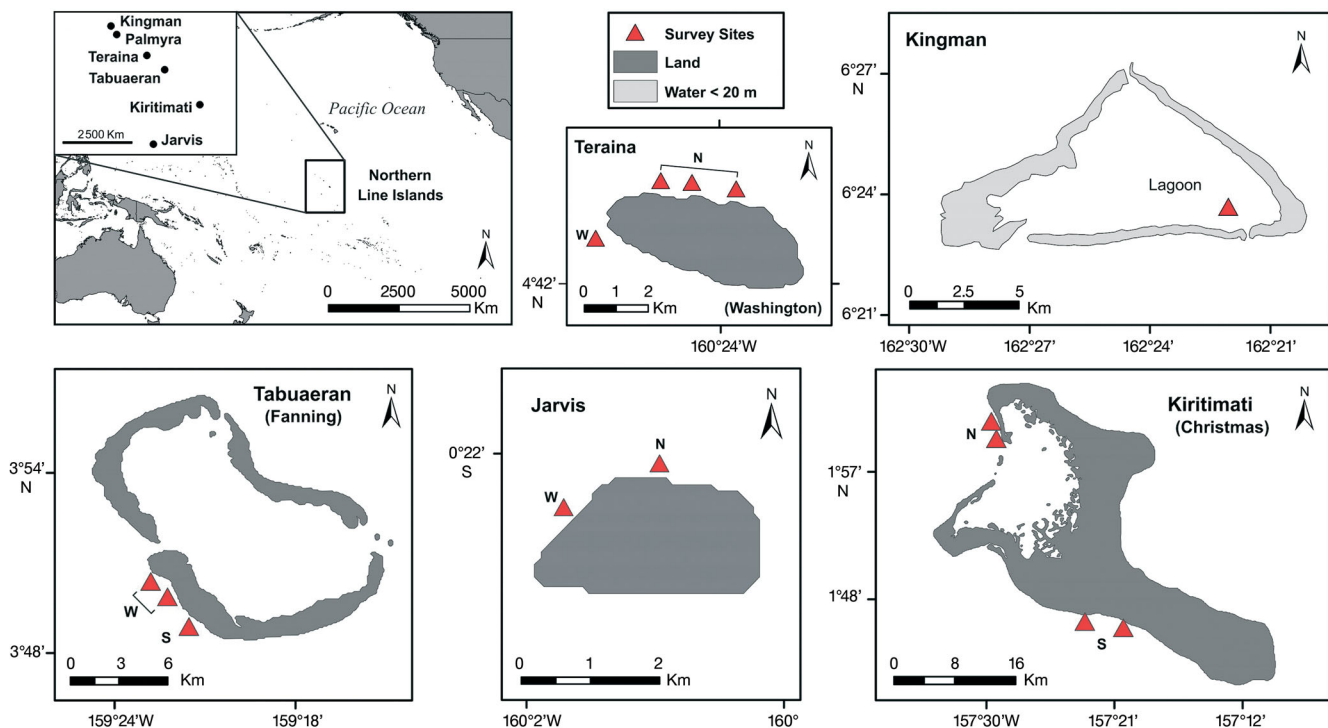 Kingman
Palmyra
Teraina
Tabuaeran
Kiritimati
2500 Km
Jarvis
Pacific Ocean
Northern
Line Islands
N
0 2500 5000
Km
Survey Sites
Land
Water < 20 m
Teraina
N
N
W
4°42'
N
0 1 2
Km
(Washington)
160°24'W
Kingman
N
6°27'
N
Lagoon
6°24'
0 2.5 5
Km
6°21'
162°30'W 162°27' 162°24' 162°21'
Tabuaeran
(Fanning)
N
3°54'
N
W
S
3°48'
0 3 6
Km
159°24'W 159°18'
Jarvis
N
0°22'
S
N
W
0 1 2
Km
160°2'W 160°
Kiritimati
(Christmas)
N
N
1°57'
N
1°48'
S
0 8 16
Km
157°30'W 157°21' 157°12'